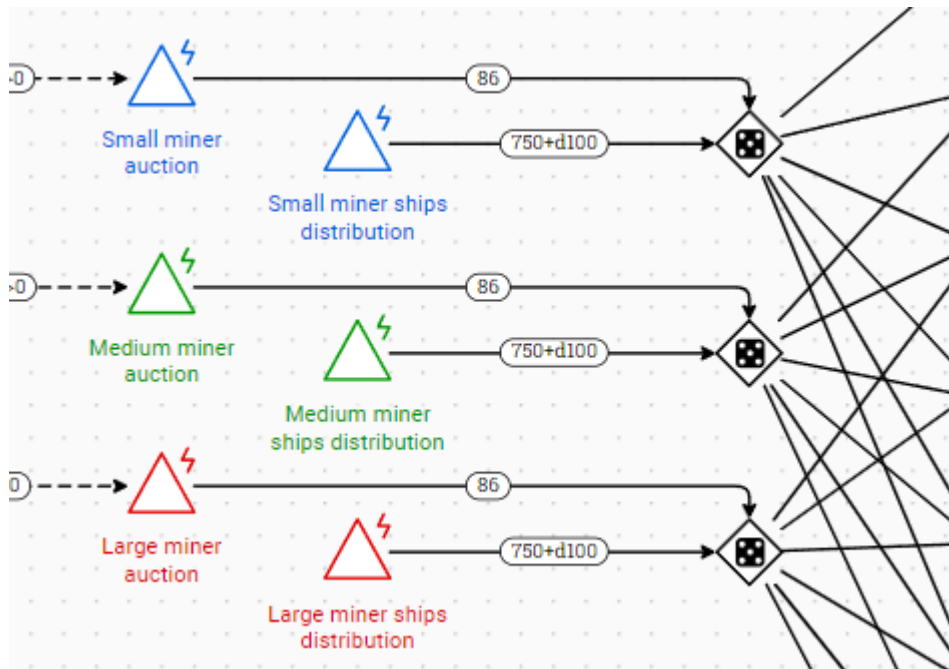 86
Small miner
auction
750+d100
Small miner ships
distribution
86
Medium miner
auction
750+d100
Medium miner
ships distribution
86
Large miner
auction
750+d100
Large miner ships
distribution